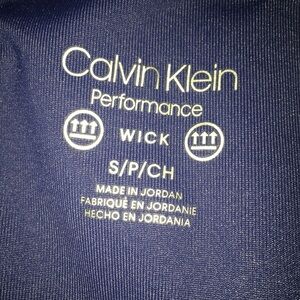 Calvin Klein
Performance
WICK
S/P/CH
MADE IN JORDAN
FABRIQUÉ EN JORDANIE
HECHO EN JORDANIA